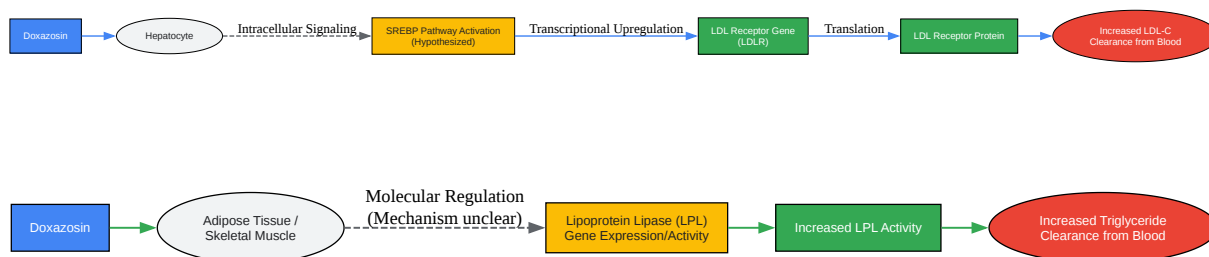 Doxazosin
Hepatocyte
Intracellular Signaling
SREBP Pathway Activation
(Hypothesized)
Transcriptional Upregulation
LDL Receptor Gene
(LDLR)
Translation
LDL Receptor Protein
Increased LDL-C
Clearance from Blood
Doxazosin
Adipose Tissue /
Skeletal Muscle
Molecular Regulation
(Mechanism unclear)
Lipoprotein Lipase (LPL)
Gene Expression/Activity
Increased LPL Activity
Increased Triglyceride
Clearance from Blood